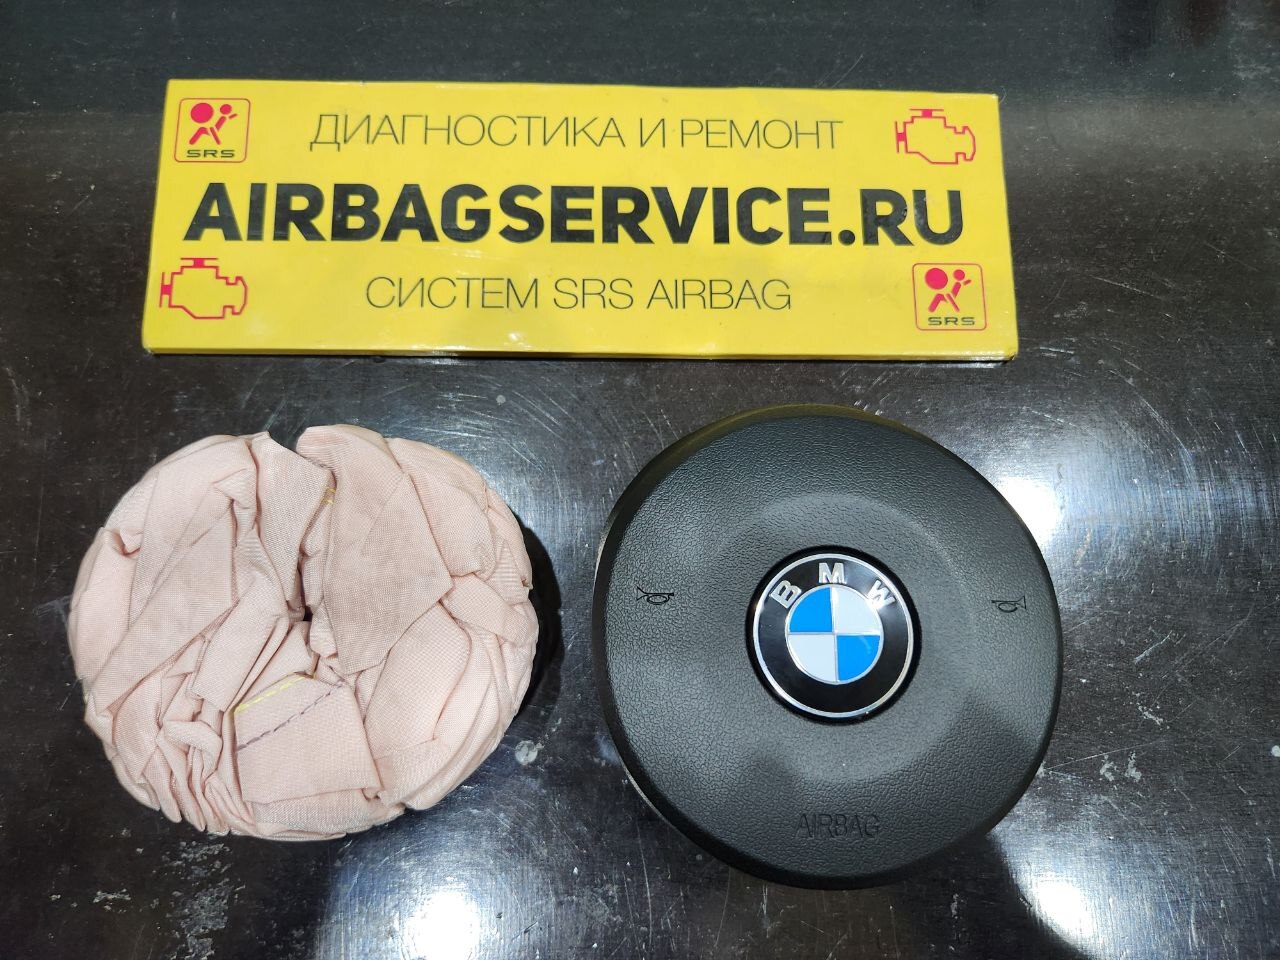 SRS
ДИАГНОСТИКА И РЕМОНТ
AIRBAGSERVICE.RU
СИСТЕМ SRS AIRBAG
SRS
BMW
AIRBAG